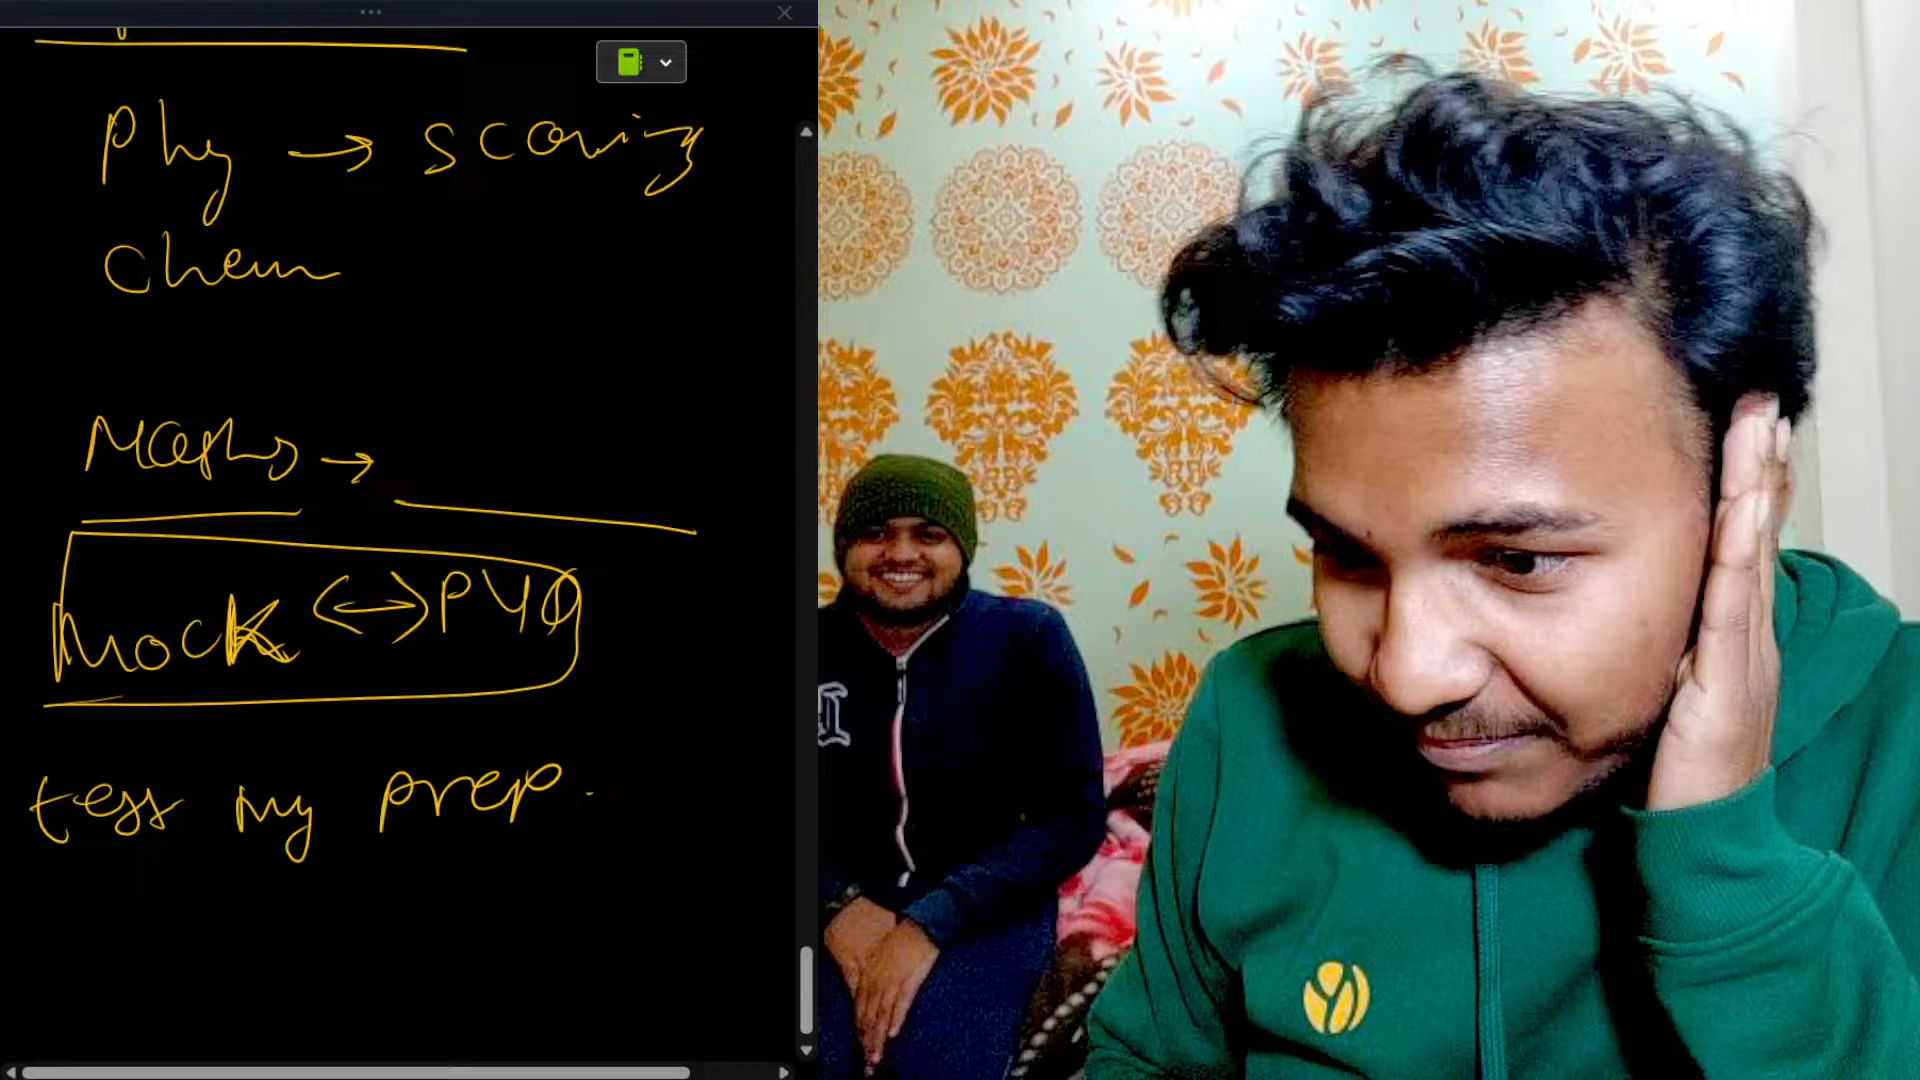 Phy → scoring
Chem
Maths →
Mock ↔ PYQ
test my prep.